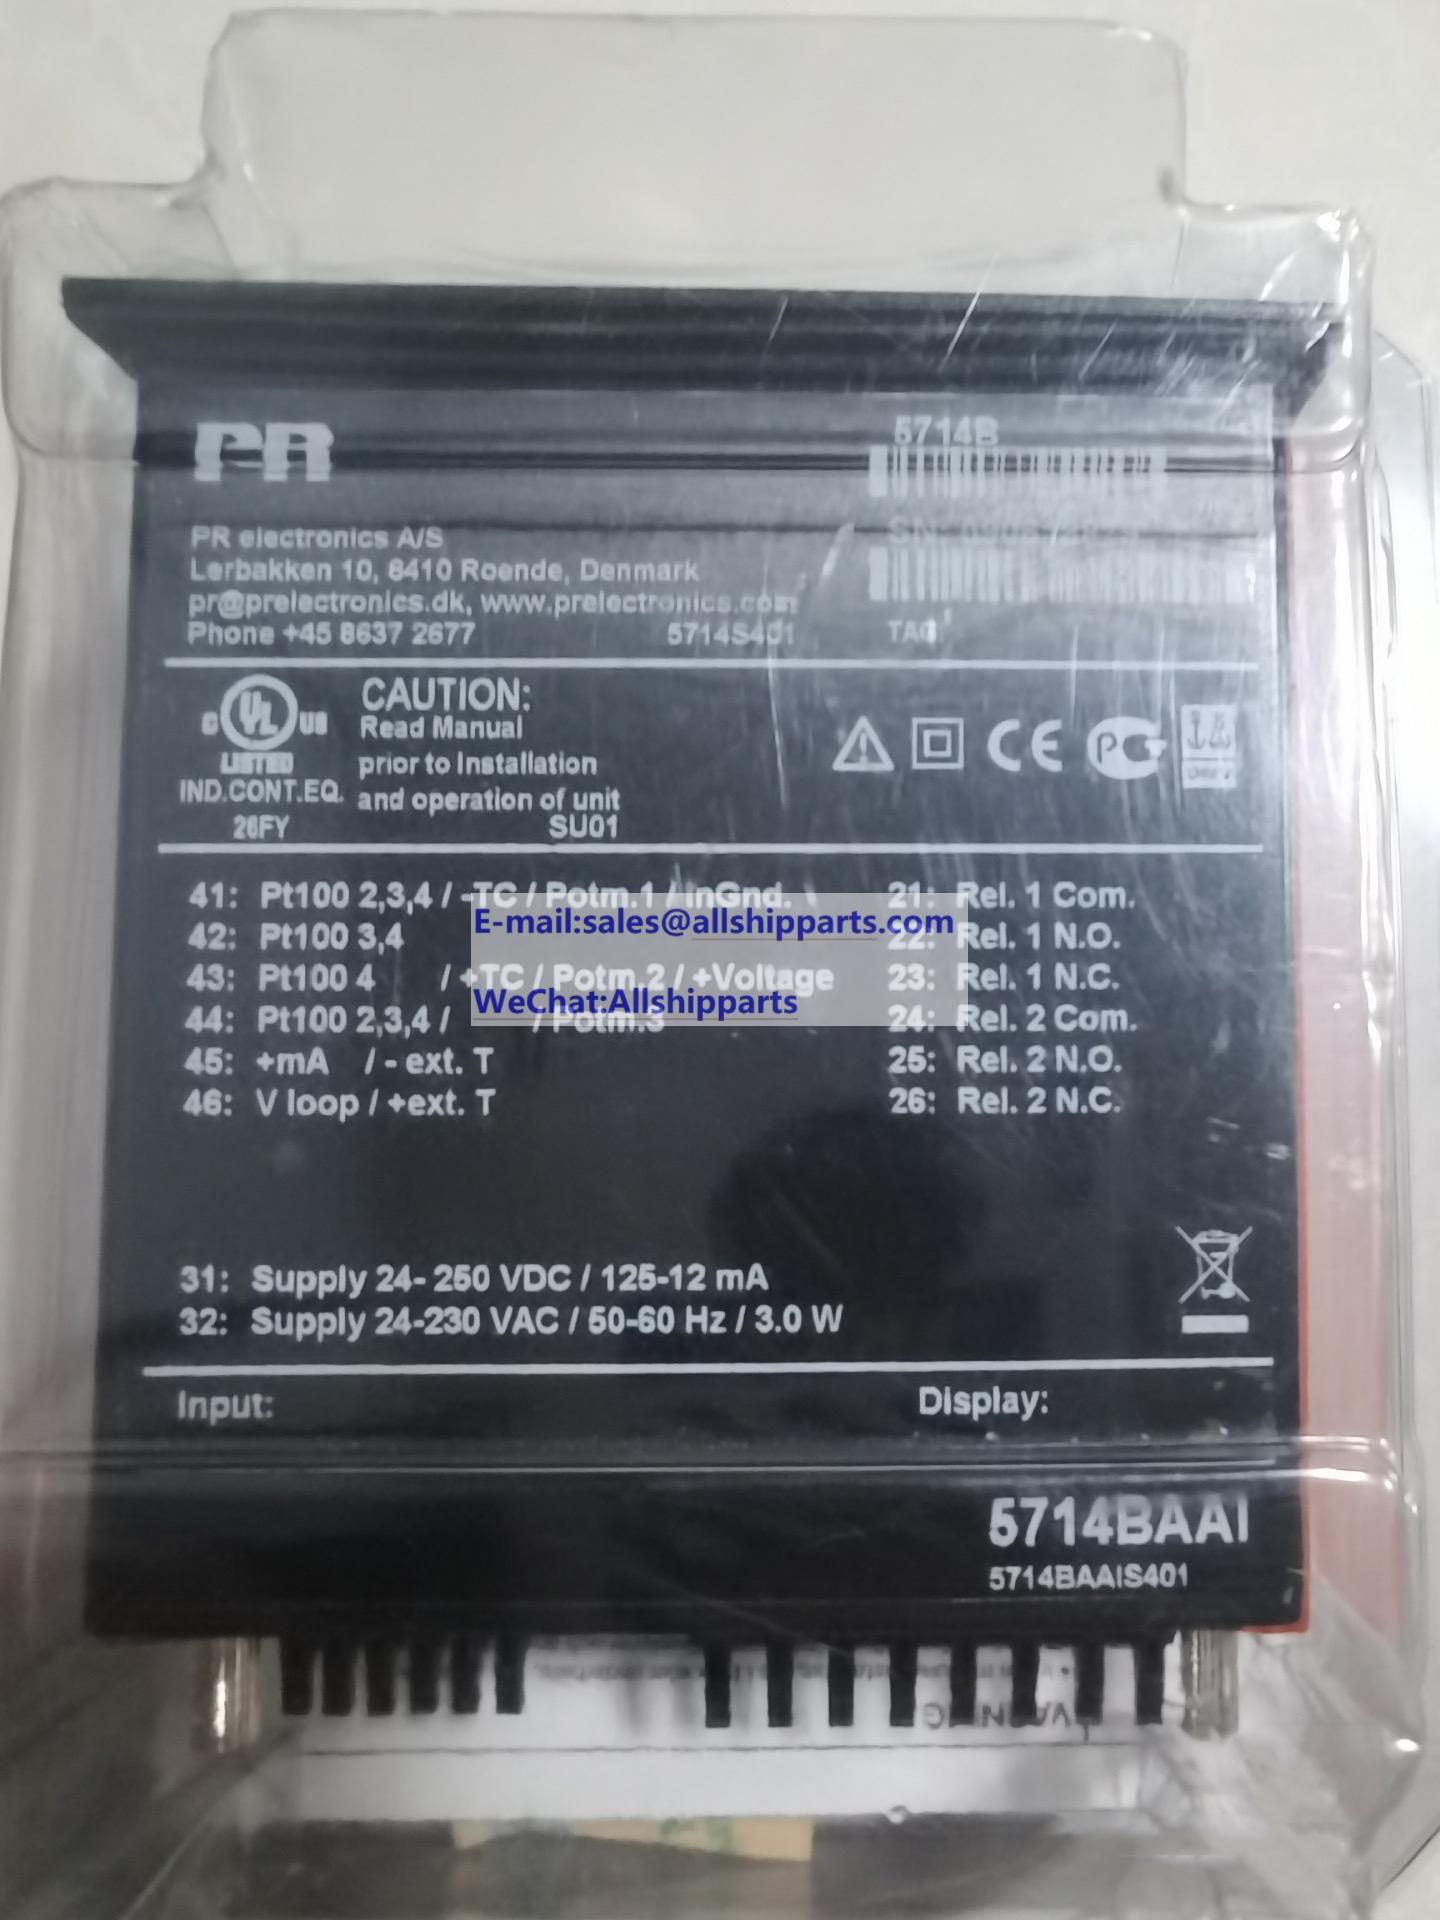 PR
5714B
PR electronics A/S
Lerbakken 10, 8410 Roende, Denmark
pr@prelectronics.dk, www.prelectronics.com
Phone +45 8637 2677 5714S401
TAG:
C UL US
LISTED
IND.CONT.EQ.
26FY
CAUTION:
Read Manual
prior to Installation
and operation of unit
SU01
CE
41: Pt100 2,3,4 / -TC / Potm.1 / InGnd.
42: Pt100 3,4
43: Pt100 4 / +TC / Potm.2 / +Voltage
44: Pt100 2,3,4 / / Potm.3
45: +mA / - ext. T
46: V loop / +ext. T
21: Rel. 1 Com.
22: Rel. 1 N.O.
23: Rel. 1 N.C.
24: Rel. 2 Com.
25: Rel. 2 N.O.
26: Rel. 2 N.C.
E-mail:sales@allshipparts.com
WeChat:Allshipparts
31: Supply 24- 250 VDC / 125-12 mA
32: Supply 24-230 VAC / 50-60 Hz / 3.0 W
Input:
Display:
5714BAAI
5714BAAIS401